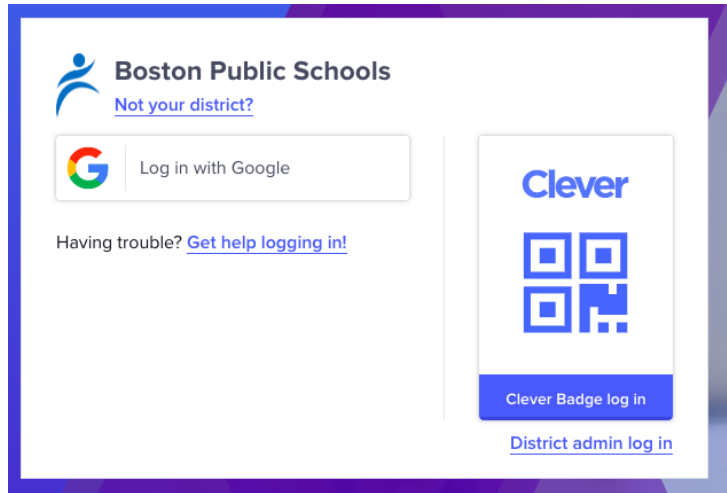 Boston Public Schools
Not your district?
Log in with Google
Having trouble? Get help logging in!
Clever
Clever Badge log in
District admin log in